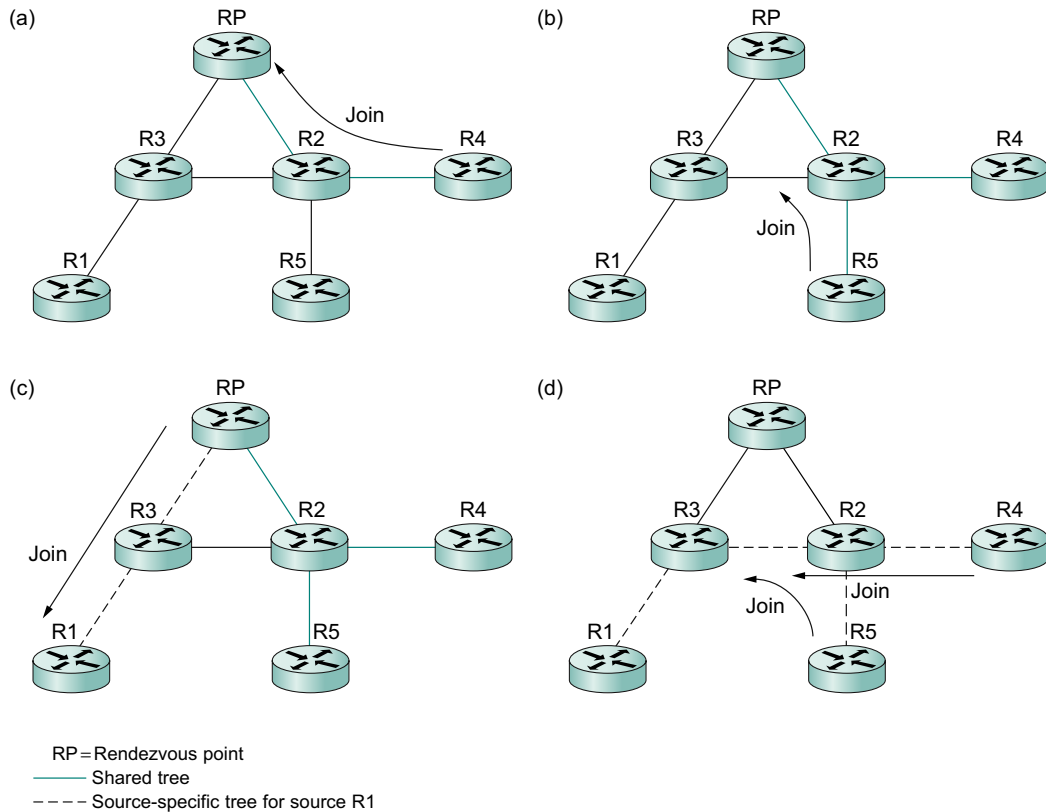 (a)
RP
Join
R3
R2
R4
R1
R5
(b)
RP
R3
R2
R4
Join
R1
R5
(c)
RP
R3
R2
R4
Join
R1
R5
(d)
RP
R3
R2
R4
Join
Join
R1
R5
RP=Rendezvous point
Shared tree
Source-specific tree for source R1